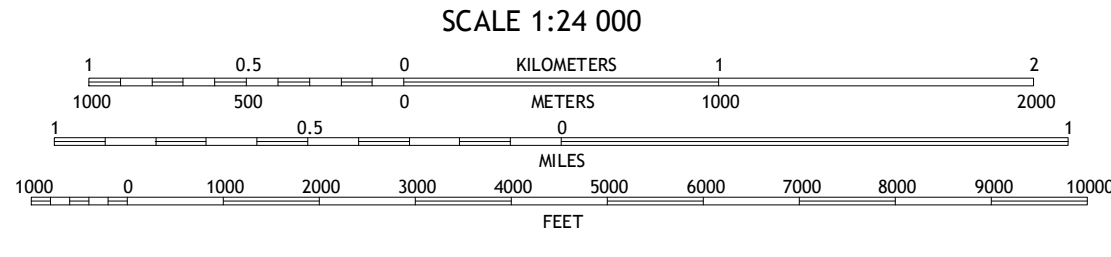 SCALE 1:24 000
1 0.5 0 KILOMETERS 1 2
1000 500 0 METERS 1000 2000
1 0.5 0 1
MILES
1000 0 1000 2000 3000 4000 5000 6000 7000 8000 9000 10000
FEET